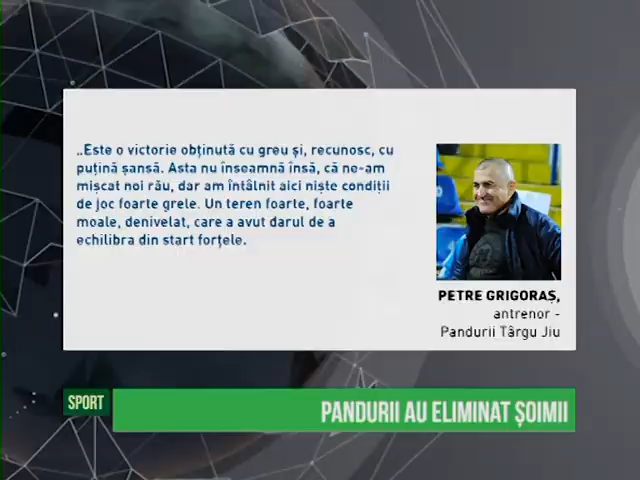 „Este o victorie obținută cu greu și, recunosc, cu
puțină șansă. Asta nu înseamnă însă, că ne-am
mișcat noi rău, dar am întâlnit aici niște condiții
de joc foarte grele. Un teren foarte, foarte
moale, denivelat, care a avut darul de a
echilibra din start forțele.
PETRE GRIGORAȘ,
antrenor -
Pandurii Târgu Jiu
SPORT
PANDURII AU ELIMINAT ȘOIMII